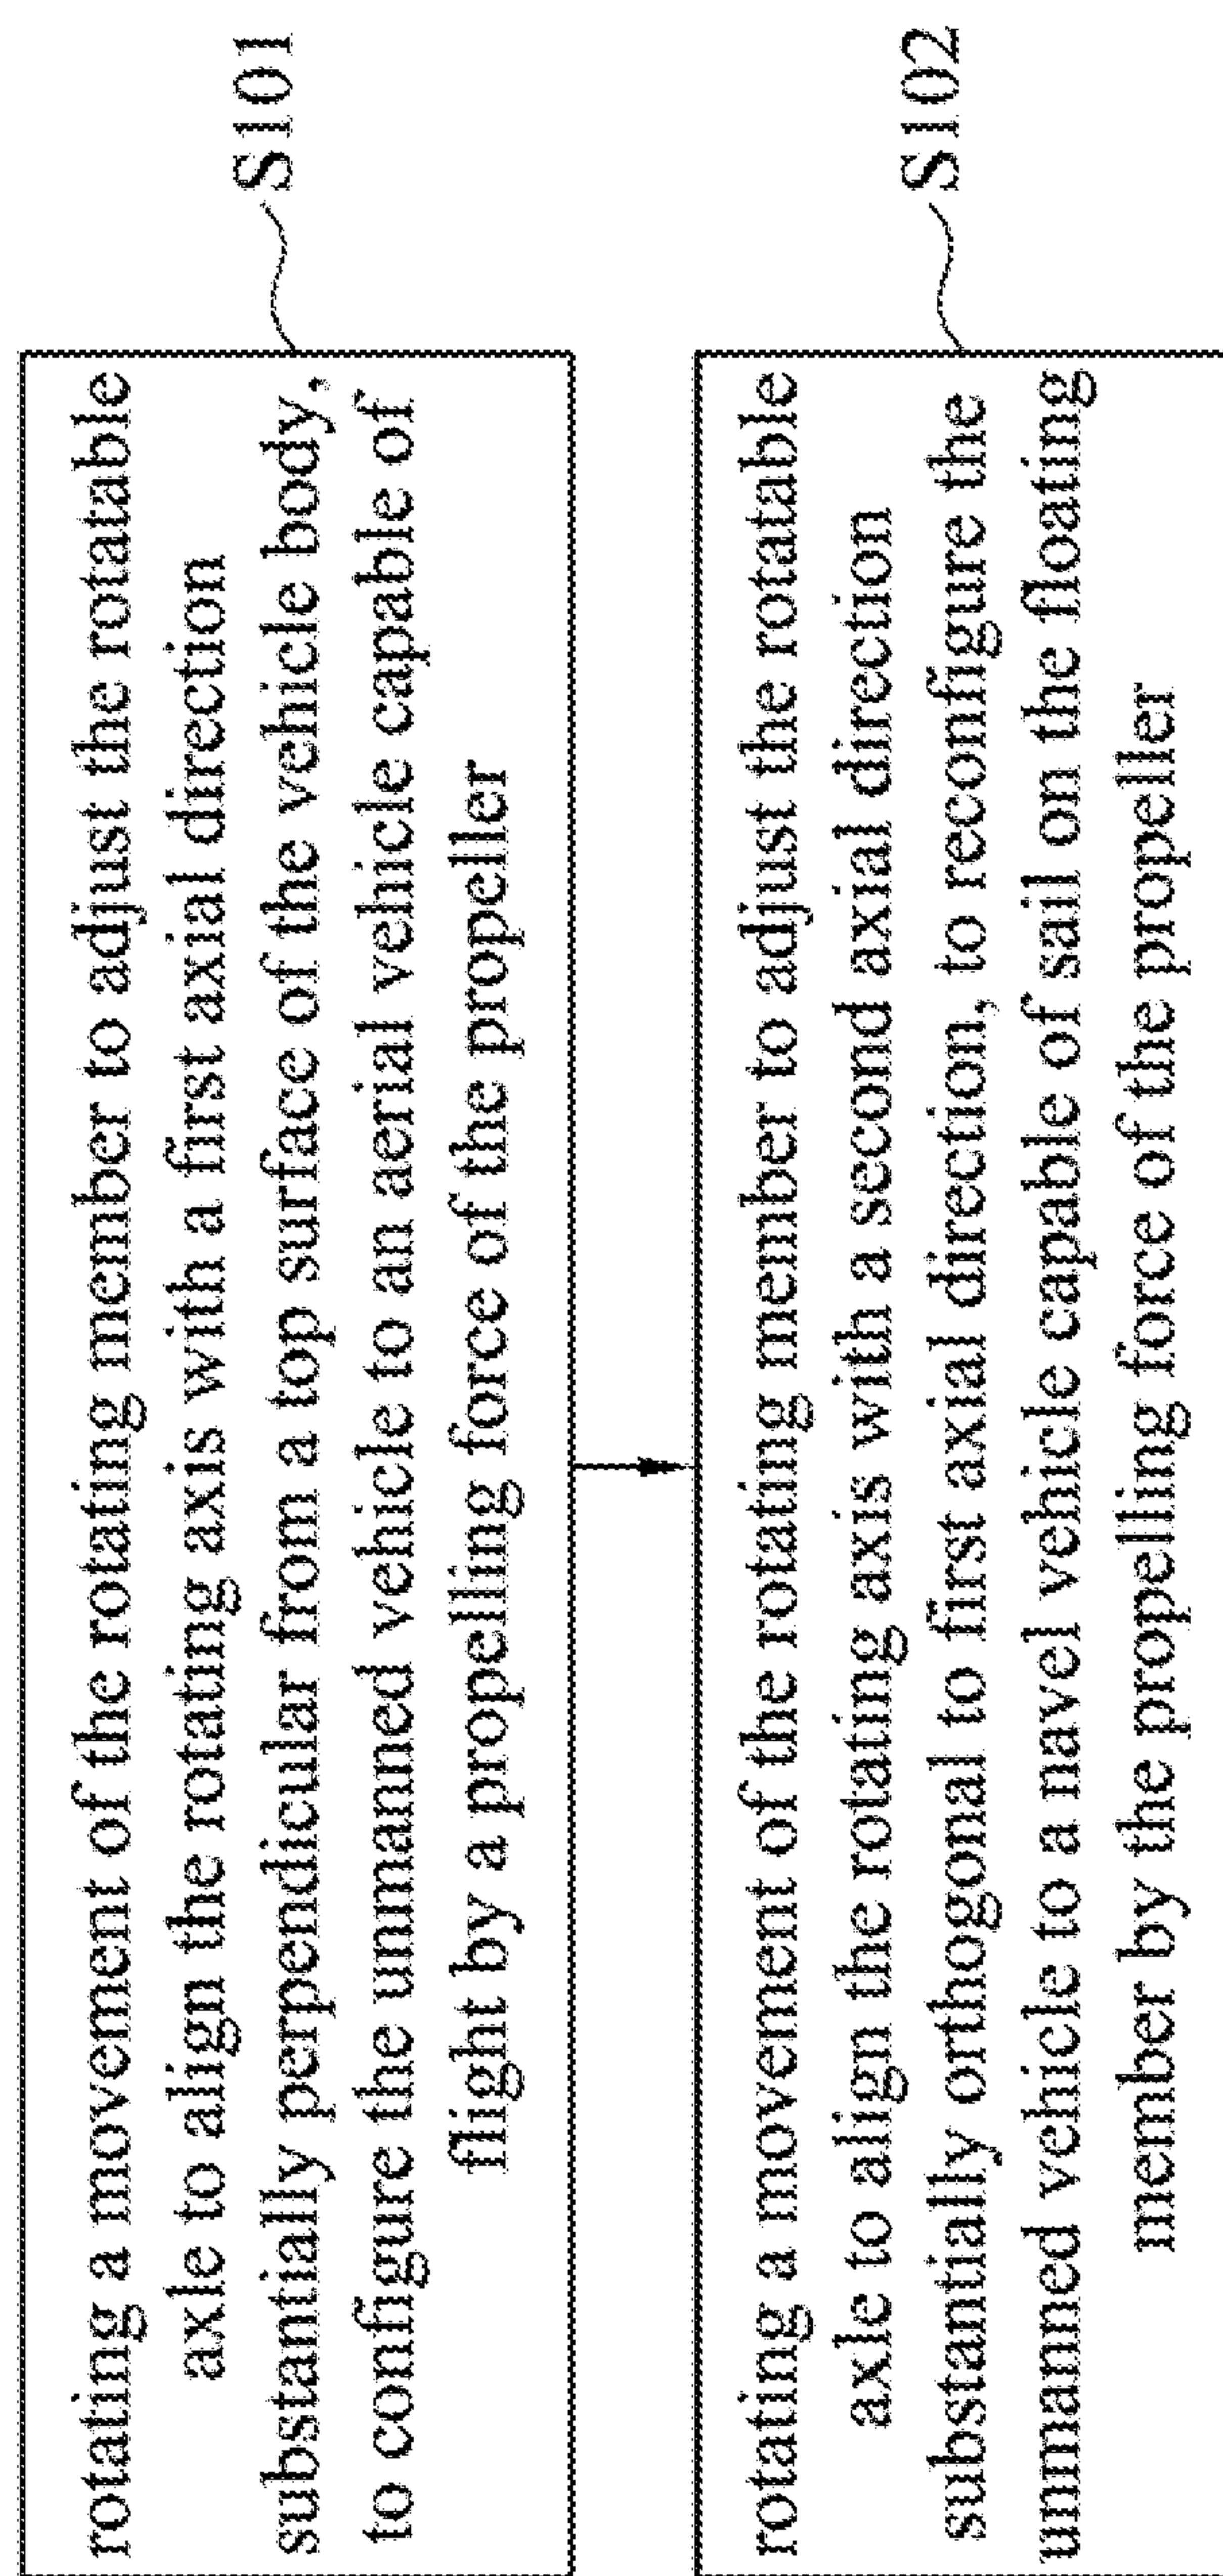 rotating a movement of the rotating member to adjust the rotatable
axle to align the rotating axis with a first axial direction
substantially perpendicular from a top surface of the vehicle body,
to configure the unmanned vehicle to an aerial vehicle capable of
flight by a propelling force of the propeller
S101
rotating a movement of the rotating member to adjust the rotatable
axle to align the rotating axis with a second axial direction
substantially orthogonal to first axial direction, to reconfigure the
unmanned vehicle to a navel vehicle capable of sail on the floating
member by the propelling force of the propeller
S102